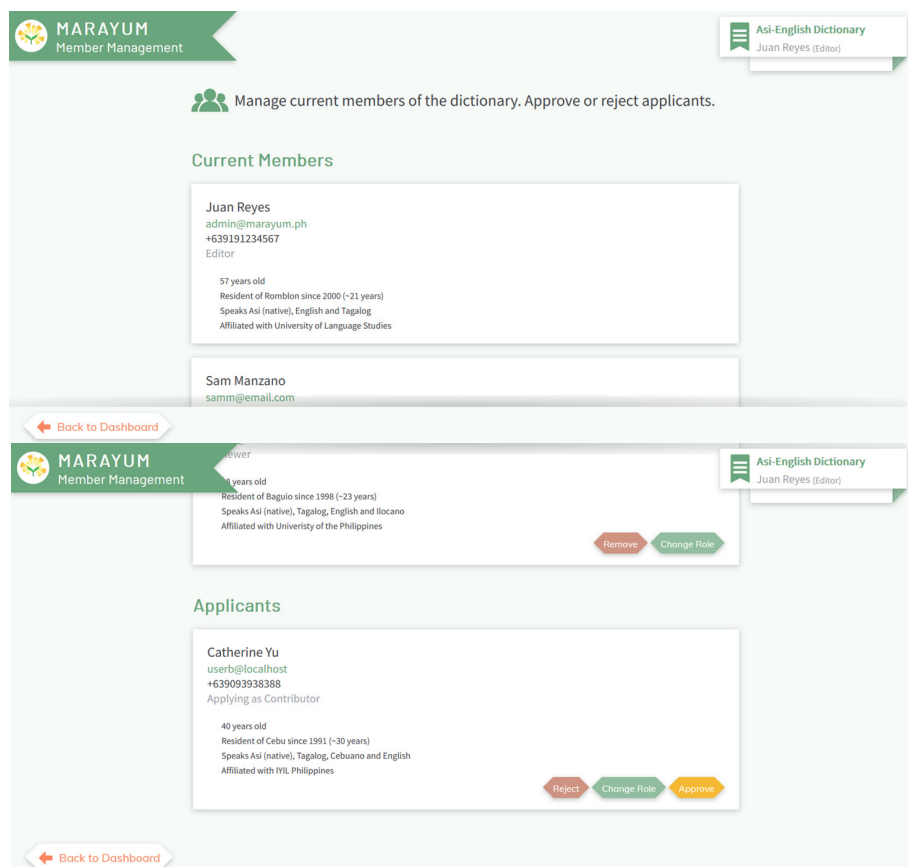 MARAYUM
Member Management
Asi-English Dictionary
Juan Reyes (Editor)
Manage current members of the dictionary. Approve or reject applicants.
Current Members
Juan Reyes
admin@marayum.ph
+639191234567
Editor
57 years old
Resident of Romblon since 2000 (~21 years)
Speaks Asi (native), English and Tagalog
Affiliated with University of Language Studies
Sam Manzano
samm@email.com
Back to Dashboard
MARAYUM
Member Management
Asi-English Dictionary
Juan Reyes (Editor)
years old
Resident of Baguio since 1998 (~23 years)
Speaks Asi (native), Tagalog, English and Ilocano
Affiliated with Univeristy of the Philippines
Remove
Change Role
Applicants
Catherine Yu
userb@localhost
+639093938388
Applying as Contributor
40 years old
Resident of Cebu since 1991 (~30 years)
Speaks Asi (native), Tagalog, Cebuano and English
Affiliated with IYIL Philippines
Reject
Change Role
Approve
Back to Dashboard